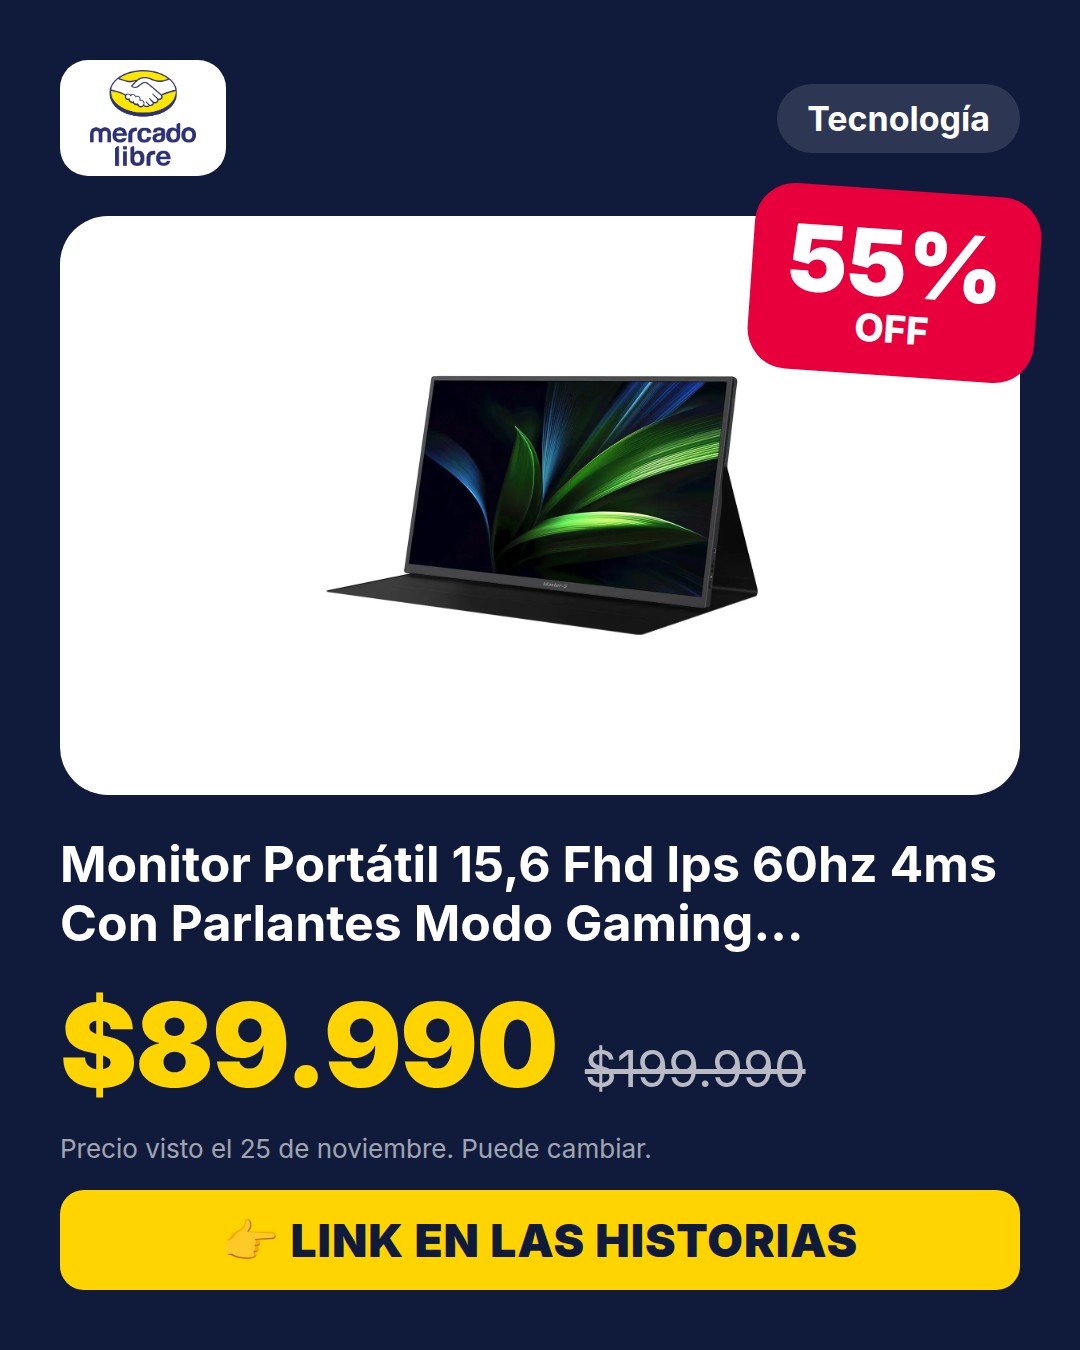 mercado
libre
Tecnología
55%
OFF
Monitor Portátil 15,6 Fhd Ips 60hz 4ms
Con Parlantes Modo Gaming...
$89.990 $199.990
Precio visto el 25 de noviembre. Puede cambiar.
👉 LINK EN LAS HISTORIAS